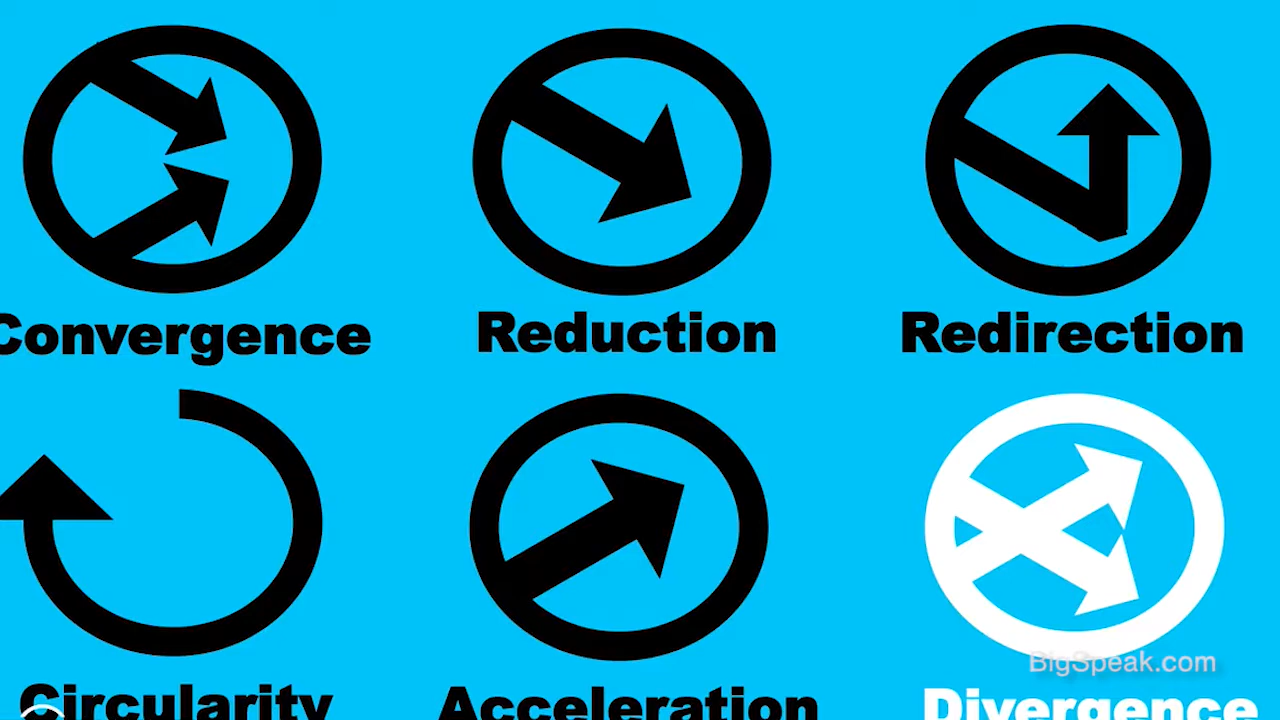 Convergence
Reduction
Redirection
Circularity
Acceleration
Divergence
BigSpeak.com